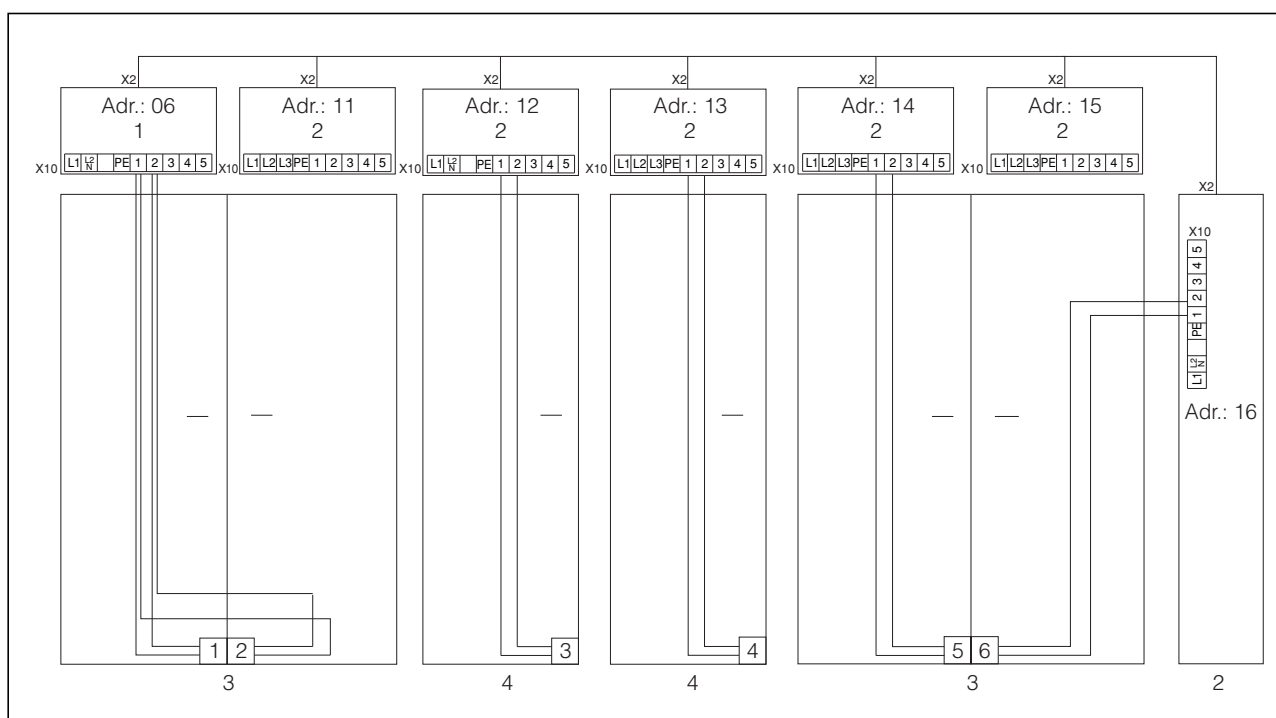 X2 X2 X2 X2 X2 X2
Adr.: 06 Adr.: 11 Adr.: 12 Adr.: 13 Adr.: 14 Adr.: 15
1 2 2 2 2 2
X10 L1 L2 N PE 1 2 3 4 5
X10 L1 L2 L3 PE 1 2 3 4 5
X10 L1 L2 N PE 1 2 3 4 5
X10 L1 L2 L3 PE 1 2 3 4 5
X10 L1 L2 L3 PE 1 2 3 4 5
X10 L1 L2 L3 PE 1 2 3 4 5
X2
X10
L1 L2 N PE 1 2 3 4 5
Adr.: 16
1 2 3 4 5 6
3 4 4 3 2